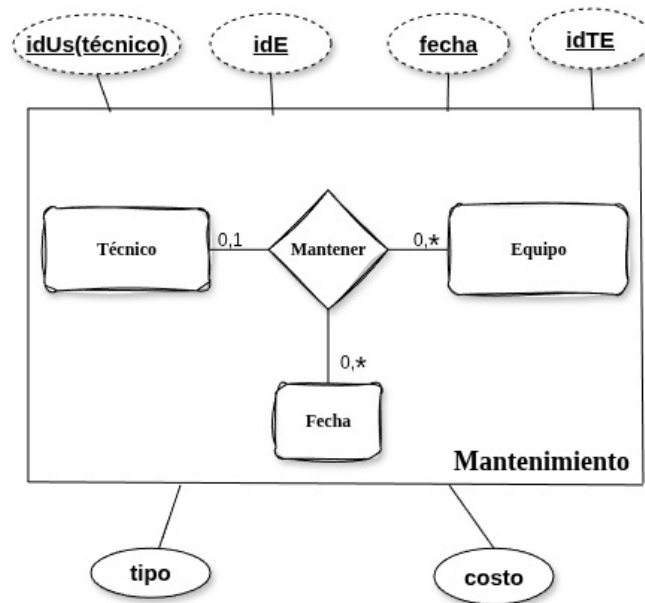 idUs(técnico) idE fecha idTE
Técnico 0,1 Mantener 0,* Equipo
0,*
Fecha
Mantenimiento
tipo costo